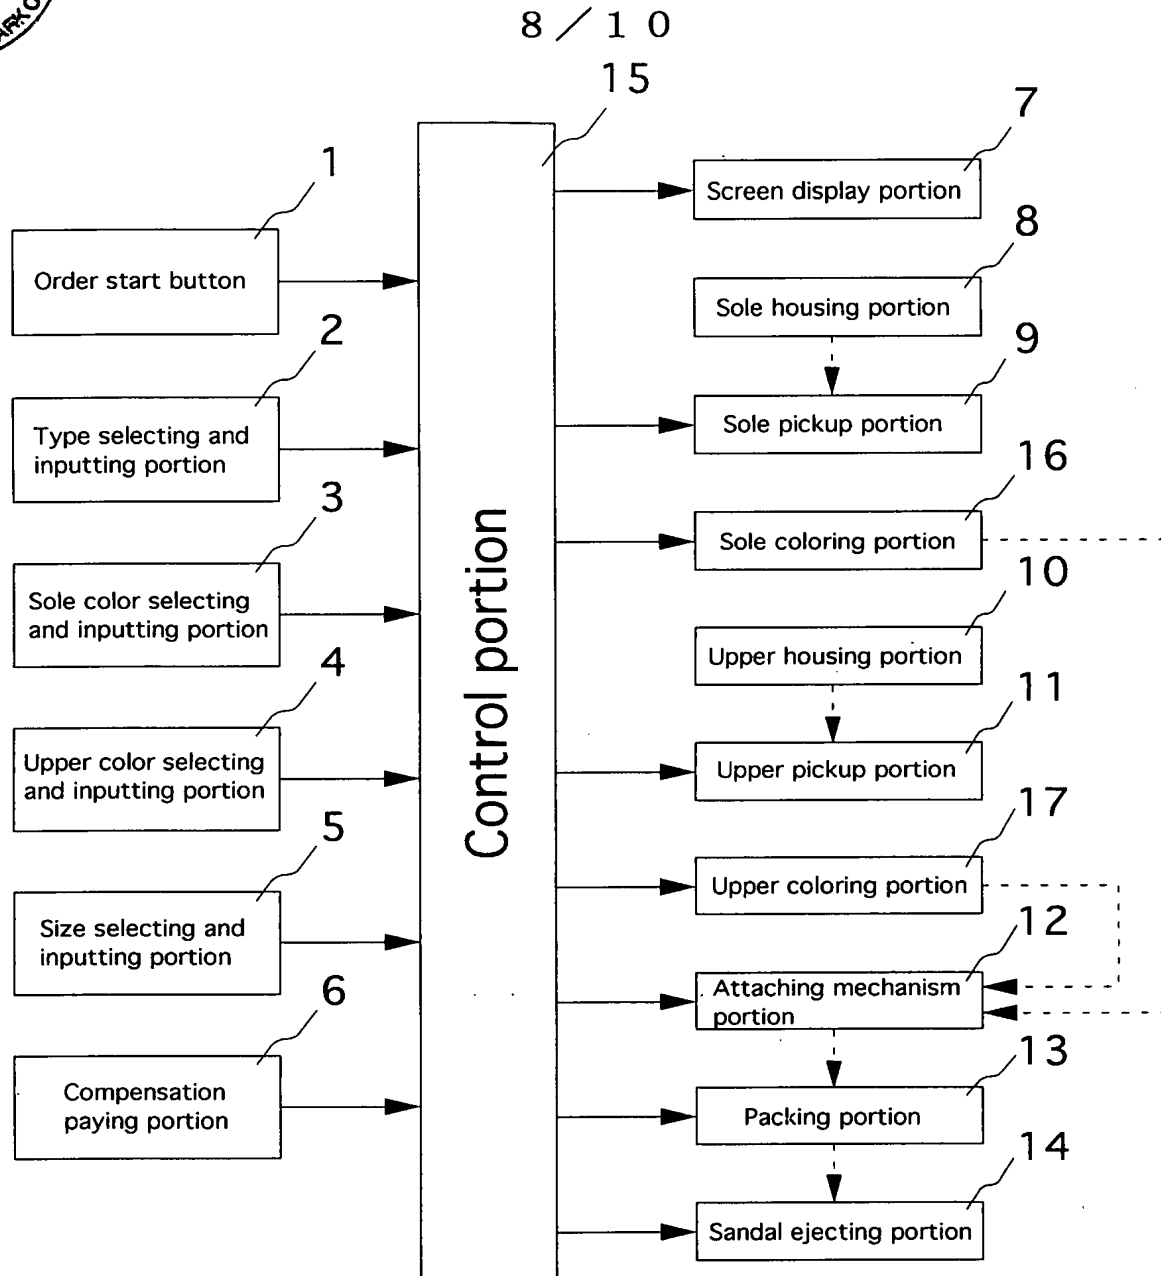 8/10
15
1
Order start button
2
Type selecting and
inputting portion
3
Sole color selecting
and inputting portion
4
Upper color selecting
and inputting portion
5
Size selecting and
inputting portion
6
Compensation
paying portion
Control portion
7
Screen display portion
8
Sole housing portion
9
Sole pickup portion
16
Sole coloring portion
10
Upper housing portion
11
Upper pickup portion
17
Upper coloring portion
12
Attaching mechanism
portion
13
Packing portion
14
Sandal ejecting portion